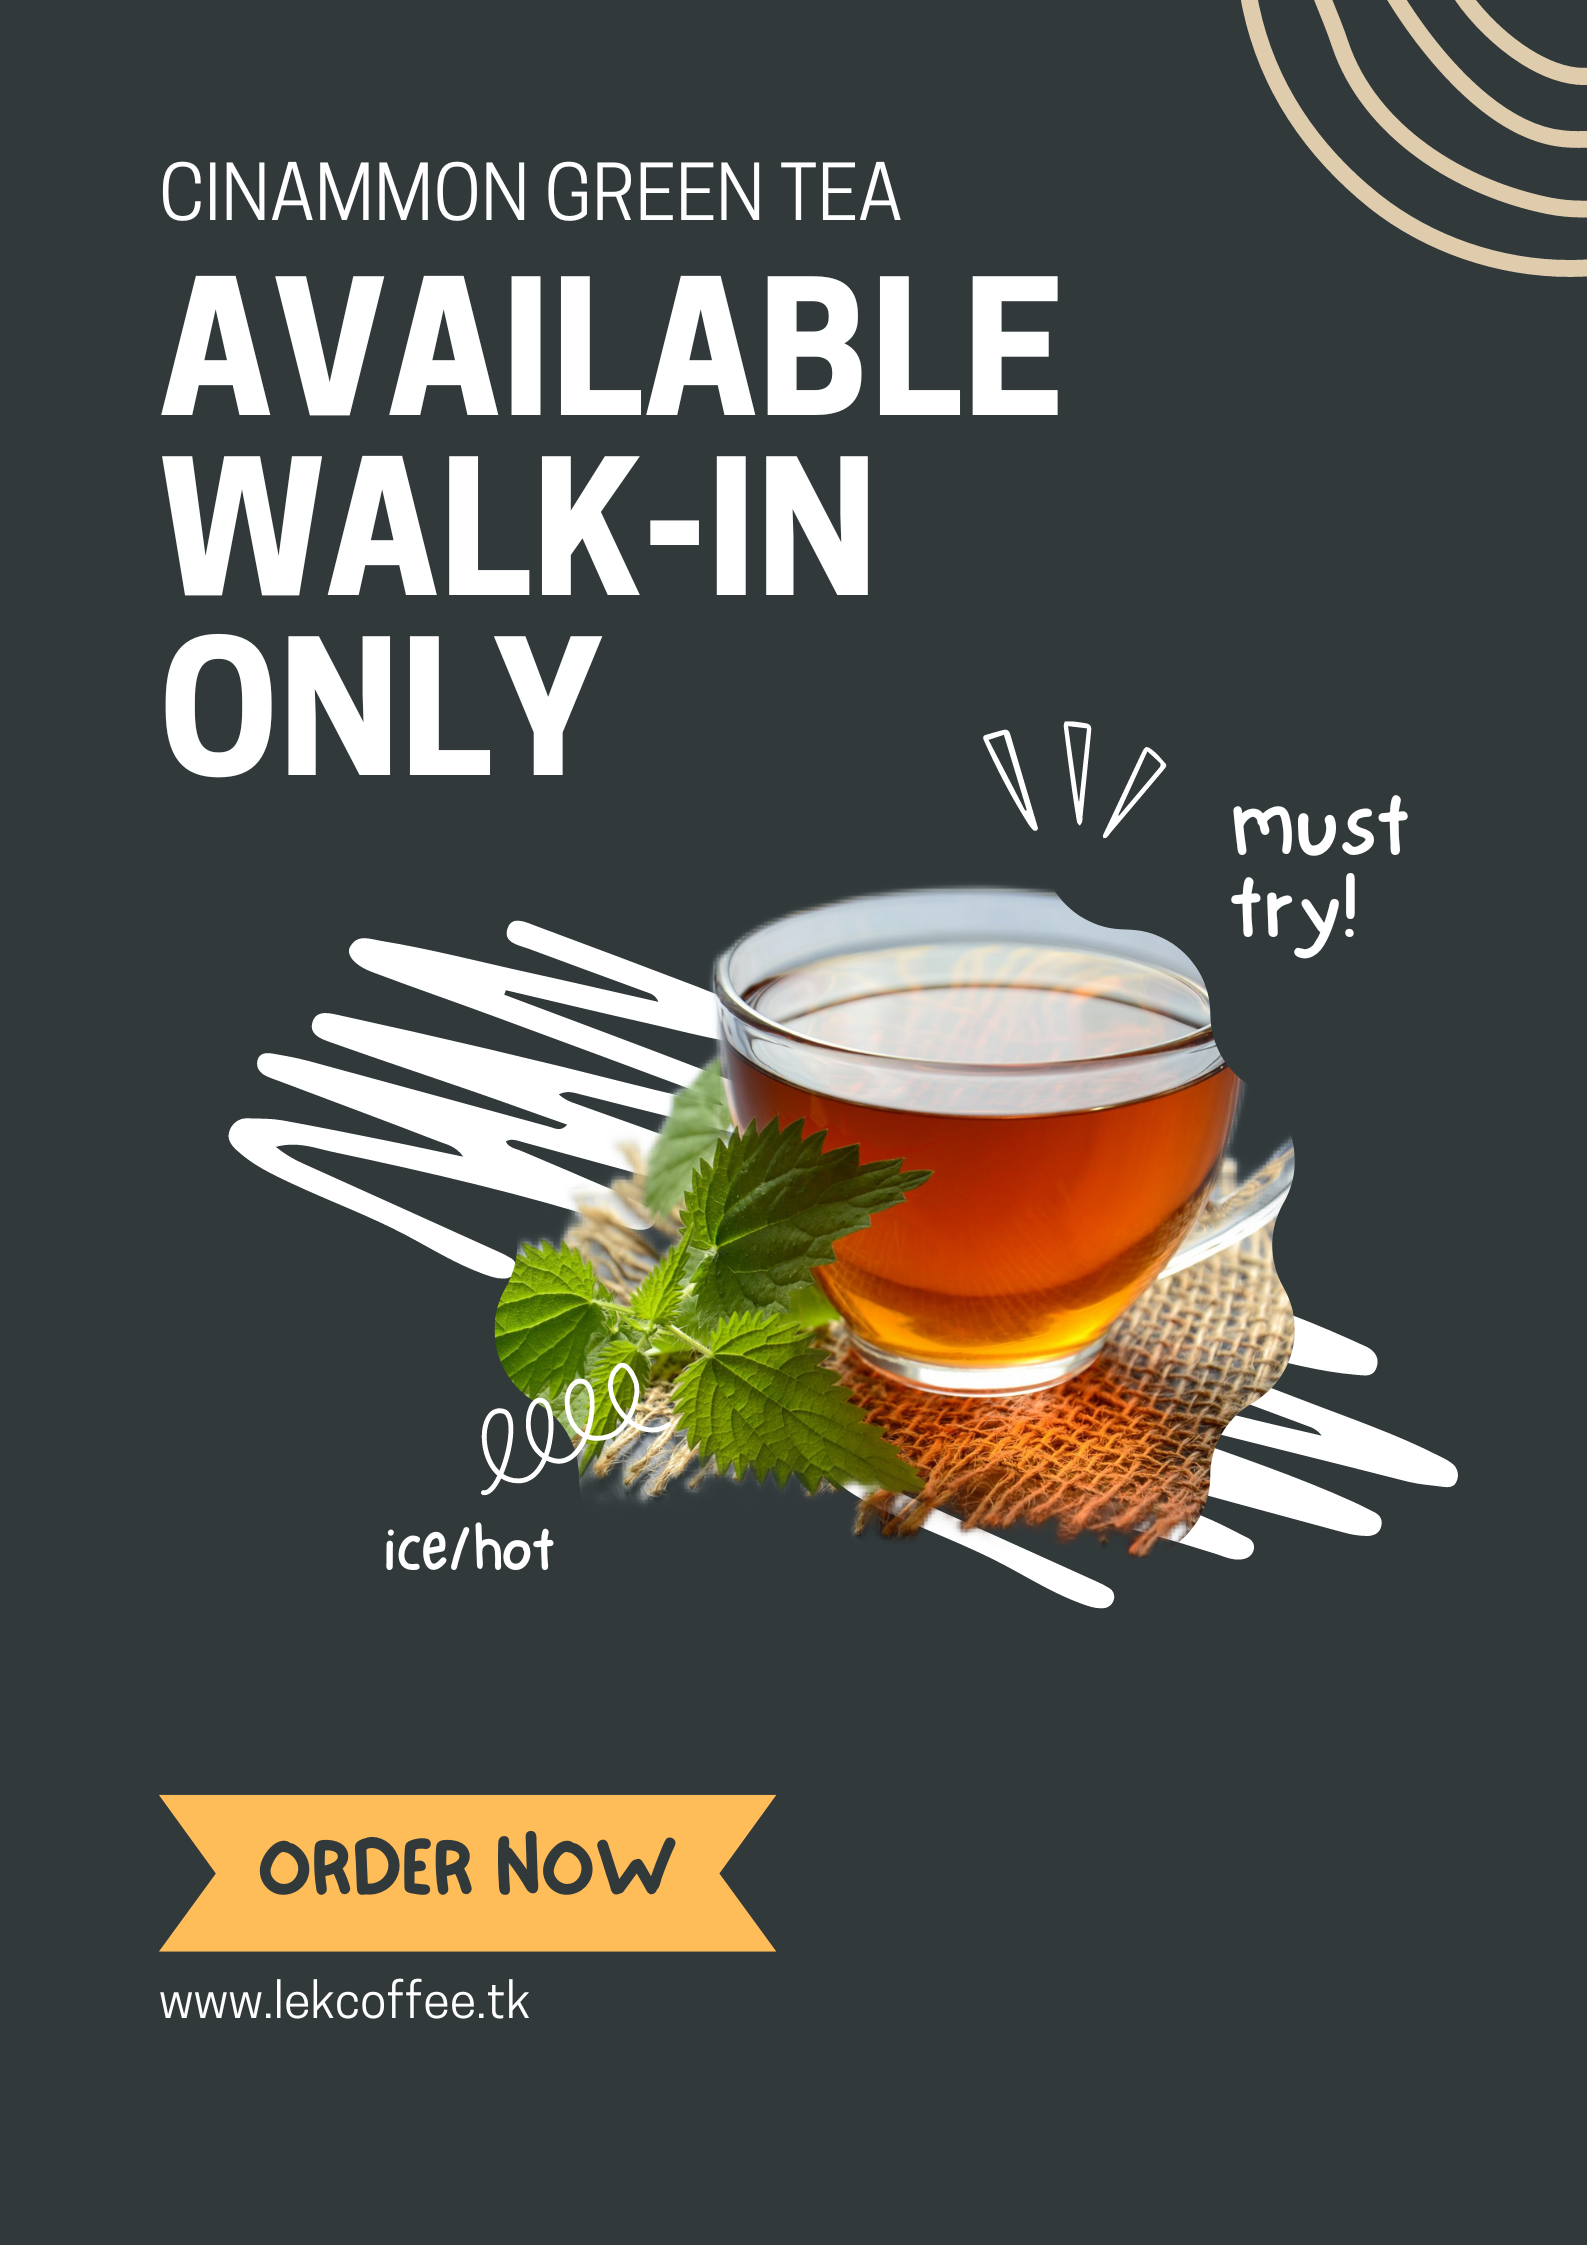 CINAMMON GREEN TEA
AVAILABLE
WALK-IN
ONLY
must
try!
ice/hot
ORDER NOW
www.lekcoffee.tk